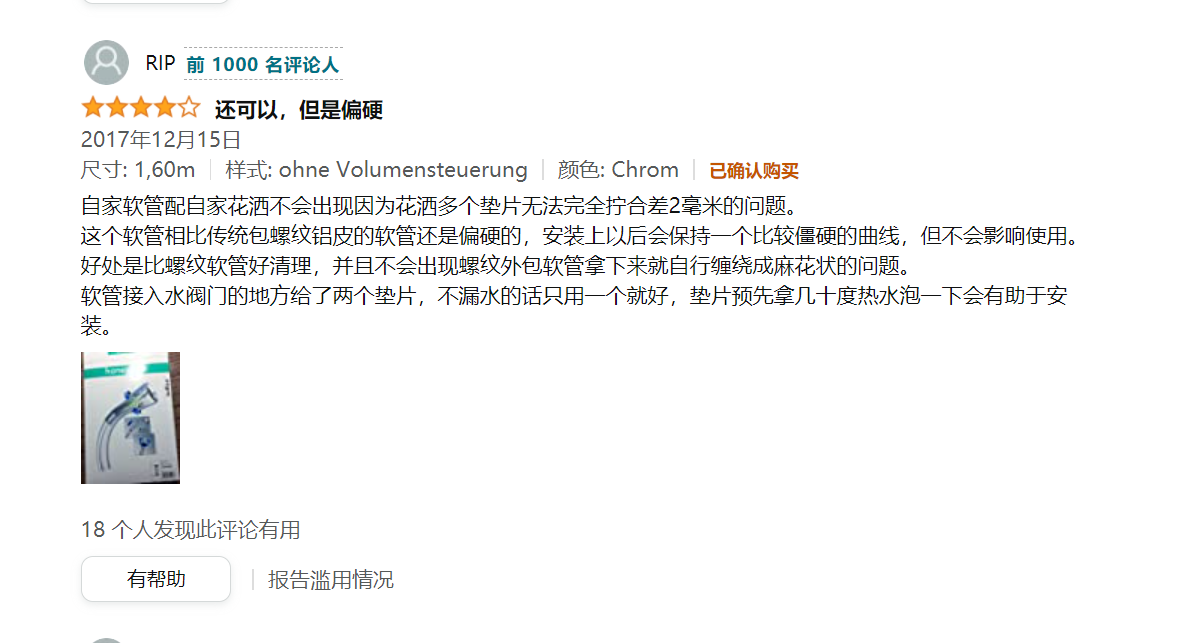 RIP 前 1000 名评论人
还可以，但是偏硬
2017年12月15日
尺寸: 1,60m 样式: ohne Volumensteuerung 颜色: Chrom 已确认购买
自家软管配自家花洒不会出现因为花洒多个垫片无法完全拧合差2毫米的问题。
这个软管相比传统包螺纹铝皮的软管还是偏硬的，安装上以后会保持一个比较僵硬的曲线，但不会影响使用。
好处是比螺纹软管好清理，并且不会出现螺纹外包软管拿下来就自行缠绕成麻花状的问题。
软管接入水阀门的地方给了两个垫片，不漏水的话只用一个就好，垫片预先拿几十度热水泡一下会有助于安
装。
18 个人发现此评论有用
有帮助 报告滥用情况